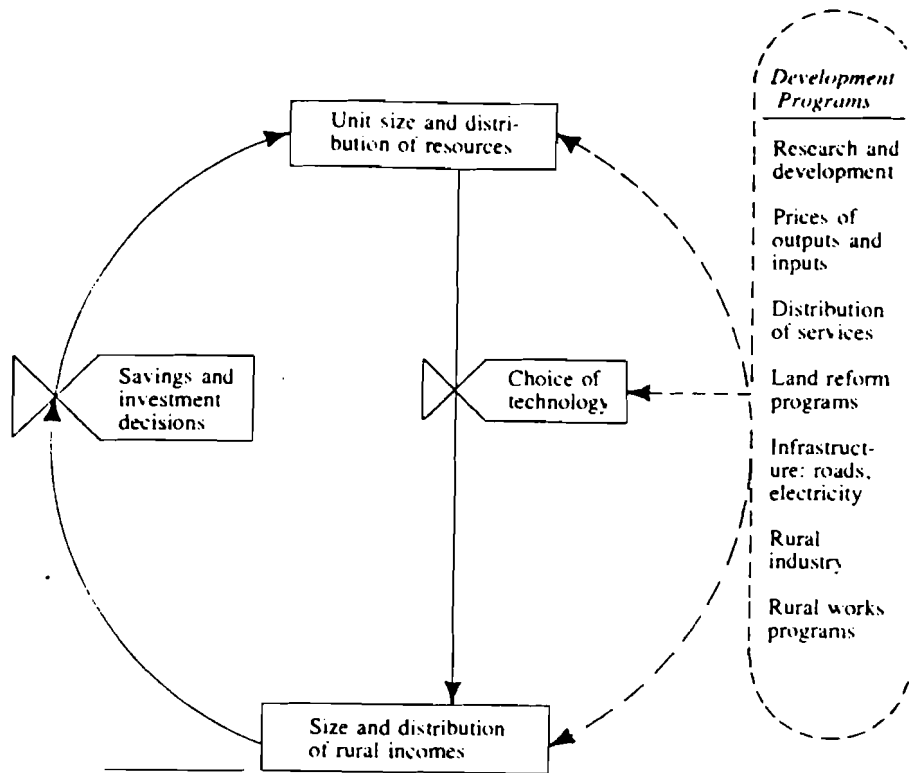 Development
Programs
Unit size and distri-
bution of resources
Research and
development
Prices of
outputs and
inputs
Distribution
of services
Savings and
investment
decisions
Choice of
technology
Land reform
programs
Infrastruct-
ure: roads,
electricity
Rural
industry
Rural works
programs
Size and distribution
of rural incomes